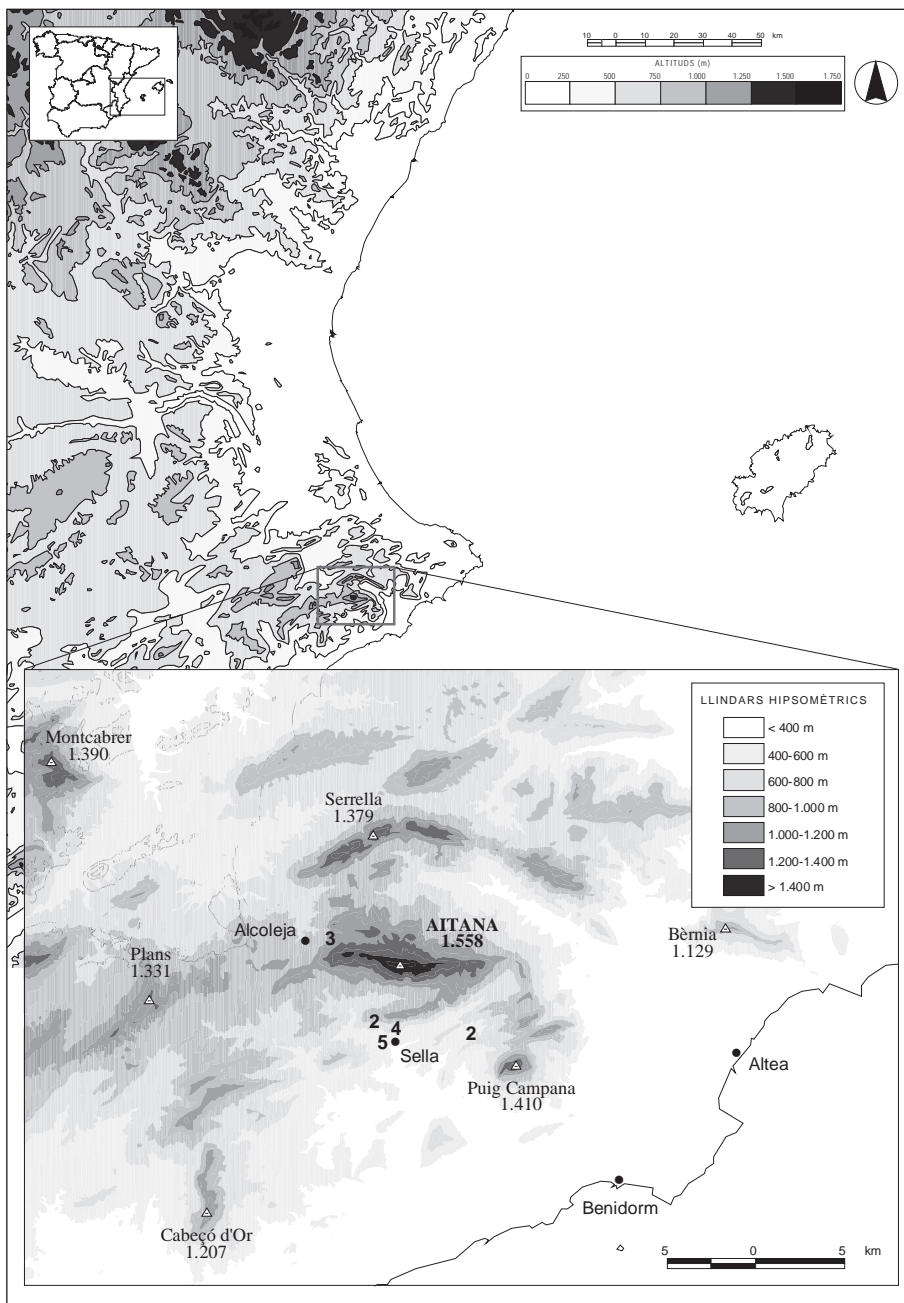 10 0 10 20 30 40 50 km
ALTITUDS (m)
0 250 500 750 1.000 1.250 1.500 1.750
LLINDARS HIPSOMÈTRICS
< 400 m
400-600 m
600-800 m
800-1.000 m
1.000-1.200 m
1.200-1.400 m
> 1.400 m
Montcabrer
1.390
Serrella
1.379
Alcoleja
3
AITANA
1.558
Bèrnia
1.129
Plans
1.331
2
4
2
5
Sella
Altea
Puig Campana
1.410
Benidorm
Cabeçó d'Or
1.207
5 0 5 km